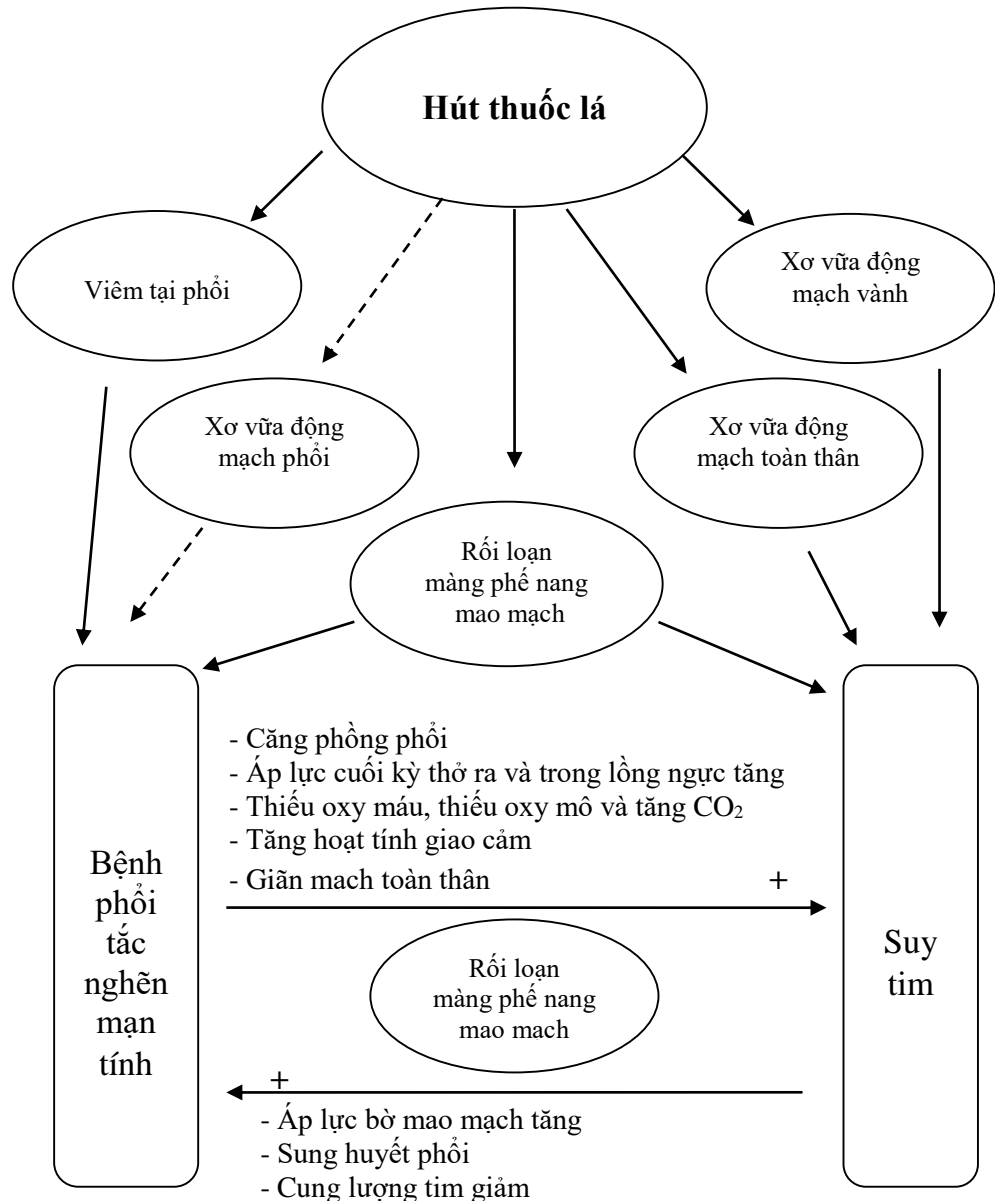 Hút thuốc lá
Viêm tại phổi
Xơ vữa động
mạch vành
Xơ vữa động
mạch phổi
Xơ vữa động
mạch toàn thân
Rối loạn
màng phế nang
mao mạch
- Căng phồng phổi
- Áp lực cuối kỳ thở ra và trong lồng ngực tăng
- Thiếu oxy máu, thiếu oxy mô và tăng CO₂
- Tăng hoạt tính giao cảm
- Giãn mach toàn thân +
Bệnh
phổi
tắc
nghẽn
mạn
tính
Rối loạn
màng phế nang
mao mạch
Suy
tim
+
- Áp lực bờ mao mạch tăng
- Sung huyết phổi
- Cung lượng tim giảm